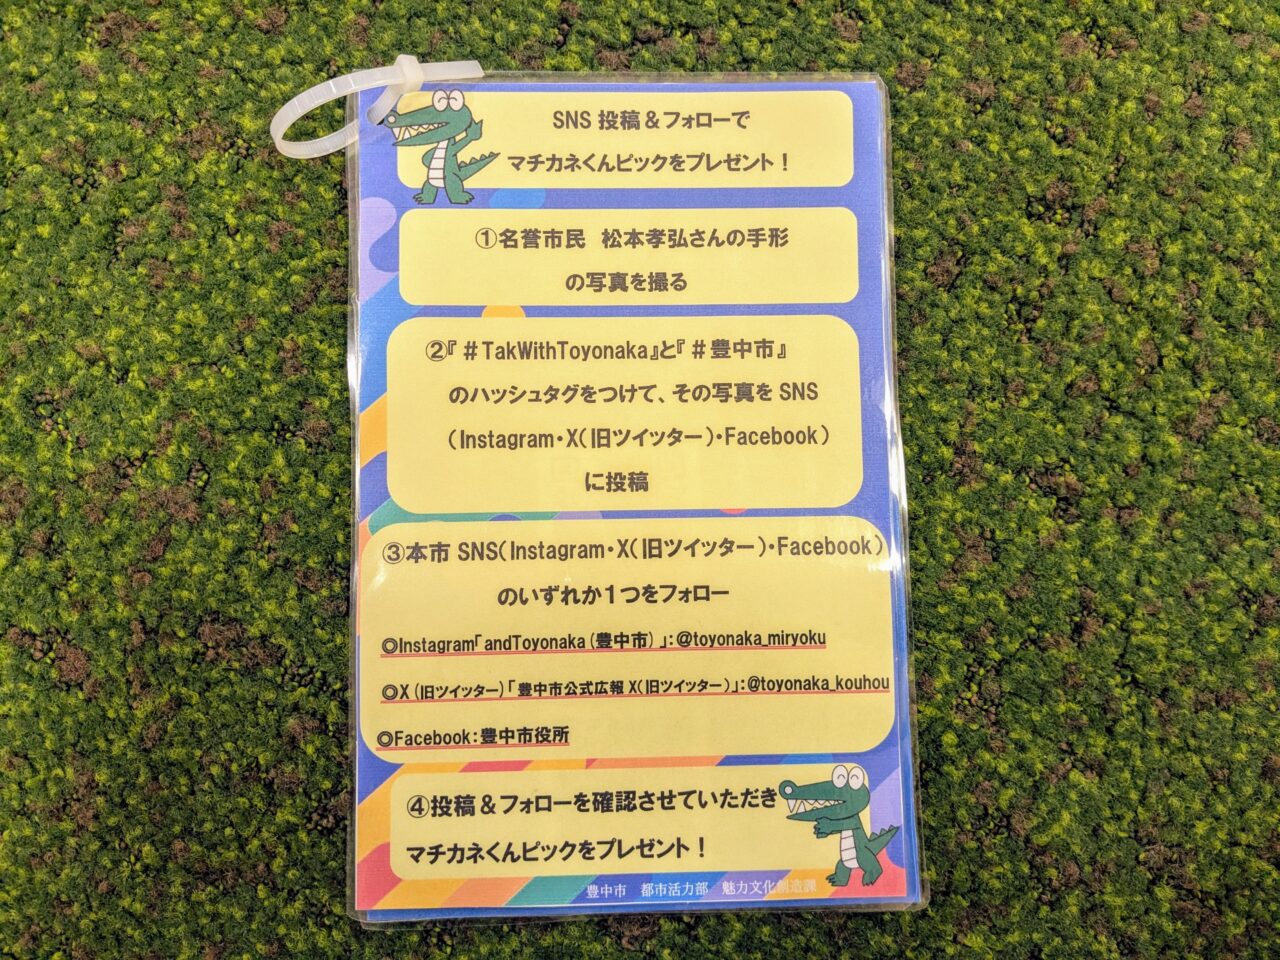 SNS 投稿＆フォローで
マチカネくんピックをプレゼント！
①名誉市民　松本孝弘さんの手形
の写真を撮る
②『 ＃TakWithToyonaka』と『 ＃豊中市 』
のハッシュタグをつけて、その写真を SNS
（Instagram・X（旧ツイッター）・Facebook）
に投稿
③本市 SNS（Instagram・X（旧ツイッター）・Facebook）
のいずれか１つをフォロー
◎Instagram「andToyonaka（豊中市）」：@toyonaka_miryoku
◎X（旧ツイッター）「豊中市公式広報 X（旧ツイッター）」：@toyonaka_kouhou
◎Facebook：豊中市役所
④投稿＆フォローを確認させていただき
マチカネくんピックをプレゼント！
豊中市　都市活力部　魅力文化創造課